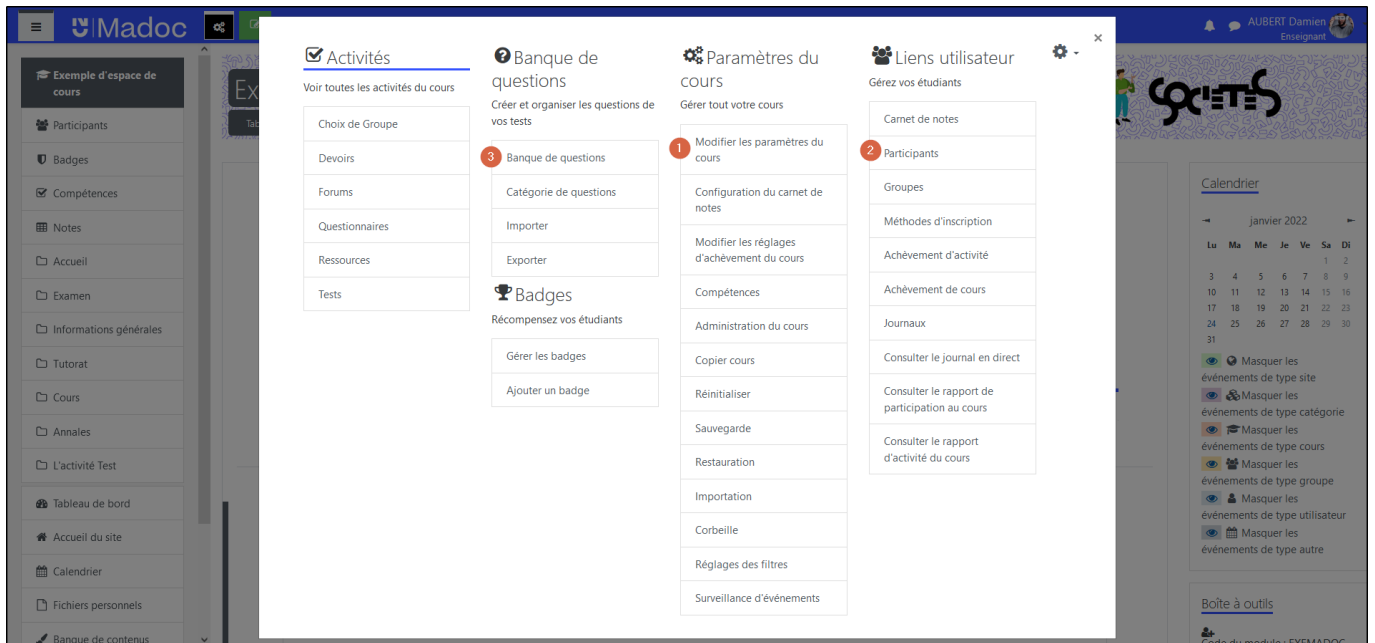 Madoc
AUBERT Damien
Enseignant
Exemple d'espace de
cours
Participants
Badges
Compétences
Notes
Accueil
Examen
Informations générales
Tutorat
Cours
Annales
L'activité Test
Tableau de bord
Accueil du site
Calendrier
Fichiers personnels
Banque de contenus
Ex
Tab
Activités
Voir toutes les activités du cours
Choix de Groupe
Devoirs
Forums
Questionnaires
Ressources
Tests
Banque de
questions
Créer et organiser les questions de
vos tests
3 Banque de questions
Catégorie de questions
Importer
Exporter
Badges
Récompensez vos étudiants
Gérer les badges
Ajouter un badge
Paramètres du
cours
Gérer tout votre cours
1 Modifier les paramètres du
cours
Configuration du carnet de
notes
Modifier les réglages
d'achèvement du cours
Compétences
Administration du cours
Copier cours
Réinitialiser
Sauvegarde
Restauration
Importation
Corbeille
Réglages des filtres
Surveillance d'événements
Liens utilisateur
Gérez vos étudiants
Carnet de notes
2 Participants
Groupes
Méthodes d'inscription
Achèvement d'activité
Achèvement de cours
Journaux
Consulter le journal en direct
Consulter le rapport de
participation au cours
Consulter le rapport
d'activité du cours
SOCIETES
Calendrier
janvier 2022
Lu Ma Me Je Ve Sa Di
1 2
3 4 5 6 7 8 9
10 11 12 13 14 15 16
17 18 19 20 21 22 23
24 25 26 27 28 29 30
31
Masquer les
événements de type site
Masquer les
événements de type catégorie
Masquer les
événements de type cours
Masquer les
événements de type groupe
Masquer les
événements de type utilisateur
Masquer les
événements de type autre
Boîte à outils
Code du module : EXEMADOC